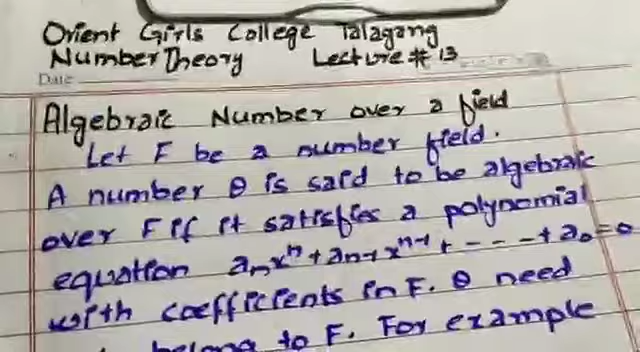 Orient Girls College Talagang
Number Theory Lecture # 13
Date
Algebraic Number over a field
Let F be a number field.
A number θ is said to be algebraic
over F if it satisfies a polynomial
equation aₙxⁿ + aₙ₋₁xⁿ⁻¹ + - - - + a₀ = 0
with coefficients in F. θ need
belong to F. For example